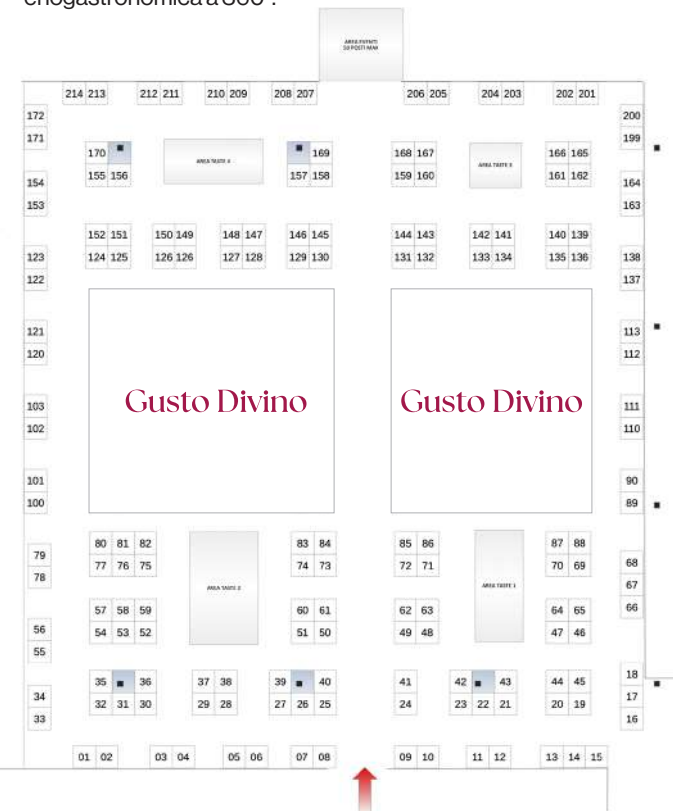 enogastronomica a 360°.
AREA EVENTI
50 POSTI MAX
214 213 212 211 210 209 208 207 206 205 204 203 202 201
172 200
171 199
170 169 168 167 166 165
AREA TASTE 4 AREA TASTE 3
155 156 157 158 159 160 161 162
154 164
153 163
152 151 150 149 148 147 146 145 144 143 142 141 140 139
123 124 125 126 126 127 128 129 130 131 132 133 134 135 136 138
122 137
121 113
120 112
Gusto Divino Gusto Divino
103 111
102 110
101 90
100 89
80 81 82 83 84 85 86 87 88
79 77 76 75 74 73 72 71 70 69 68
78 67
AREA TASTE 2 AREA TASTE 1
57 58 59 60 61 62 63 64 65 66
56 54 53 52 51 50 49 48 47 46
55
35 36 37 38 39 40 41 42 43 44 45 18
34 32 31 30 29 28 27 26 25 24 23 22 21 20 19 17
33 16
01 02 03 04 05 06 07 08 09 10 11 12 13 14 15